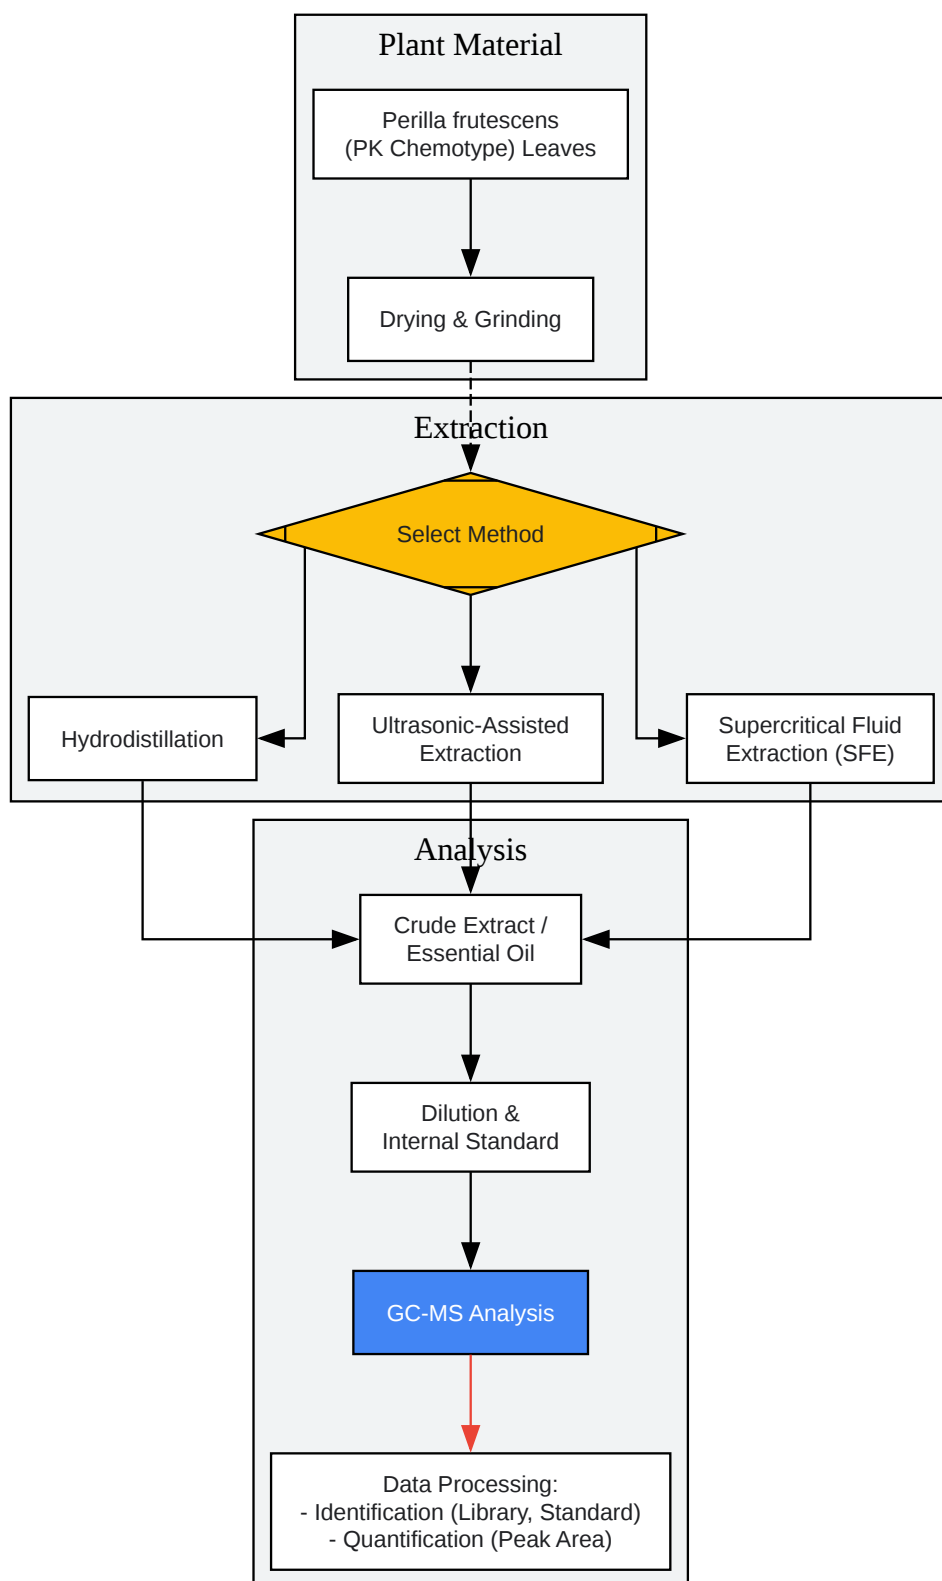 Plant Material
Perilla frutescens
(PK Chemotype) Leaves
Drying & Grinding
Extraction
Select Method
Hydrodistillation
Ultrasonic-Assisted
Extraction
Supercritical Fluid
Extraction (SFE)
Analysis
Crude Extract /
Essential Oil
Dilution &
Internal Standard
GC-MS Analysis
Data Processing:
- Identification (Library, Standard)
- Quantification (Peak Area)